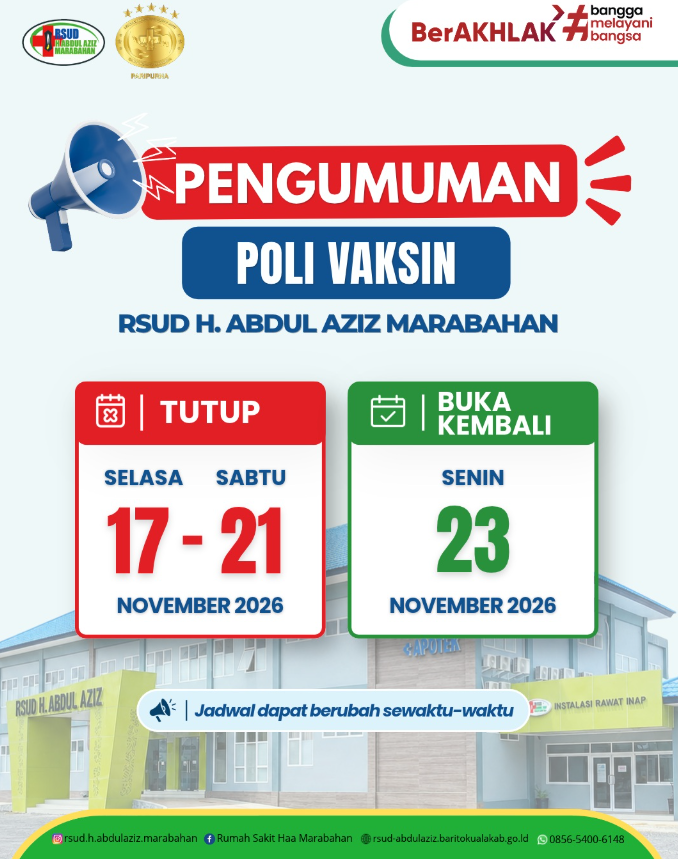 RSUD
H. ABDUL AZIZ
MARABAHAN
PARIPURNA
BerAKHLAK
#bangga
melayani
bangsa
PENGUMUMAN
POLI VAKSIN
RSUD H. ABDUL AZIZ MARABAHAN
TUTUP
SELASA SABTU
17 - 21
NOVEMBER 2026
BUKA
KEMBALI
SENIN
23
NOVEMBER 2026
+APOTEK
RSUD H. ABDUL AZIZ
INSTALASI RAWAT INAP
Jadwal dapat berubah sewaktu-waktu
rsud.h.abdulaziz.marabahan Rumah Sakit Haa Marabahan rsud-abdulaziz.baritokualakab.go.id 0856-5400-6148